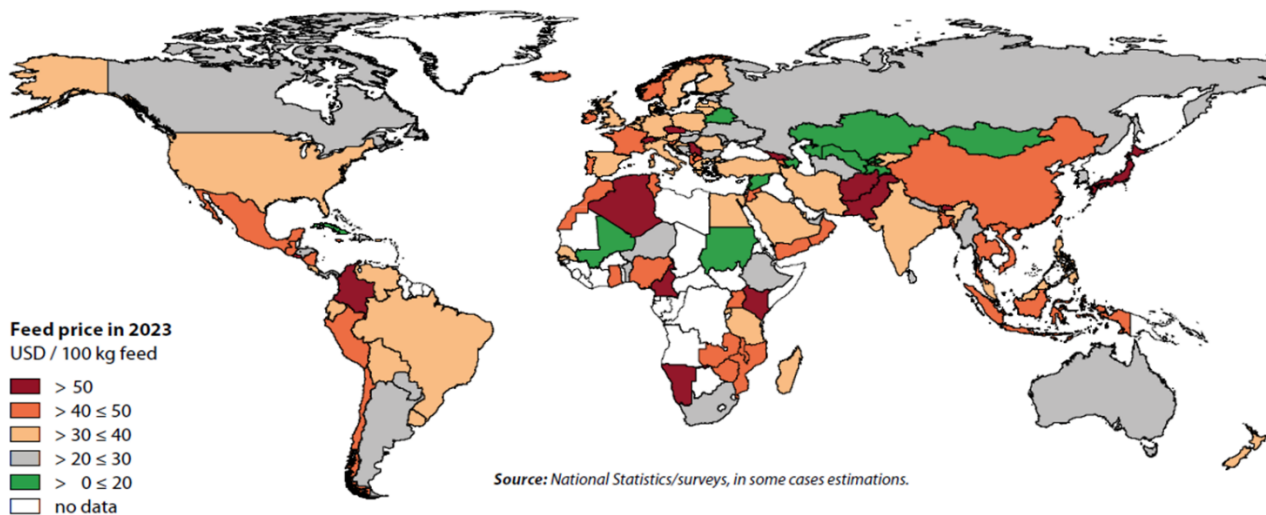 Feed price in 2023
USD / 100 kg feed
> 50
> 40 ≤ 50
> 30 ≤ 40
> 20 ≤ 30
> 0 ≤ 20
no data
Source: National Statistics/surveys, in some cases estimations.